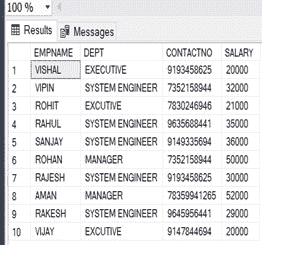 100 %
Results Messages
EMPNAME DEPT CONTACTNO SALARY
1 VISHAL EXECUTIVE 9193458625 20000
2 VIPIN SYSTEM ENGINEER 7352158944 32000
3 ROHIT EXCUTIVE 7830246946 21000
4 RAHUL SYSTEM ENGINEER 9635688441 35000
5 SANJAY SYSTEM ENGINEER 9149335694 36000
6 ROHAN MANAGER 7352158944 50000
7 RAJESH SYSTEM ENGINEER 9193458625 30000
8 AMAN MANAGER 78359941265 52000
9 RAKESH SYSTEM ENGINEER 9645956441 29000
10 VIJAY EXCUTIVE 9147844694 20000